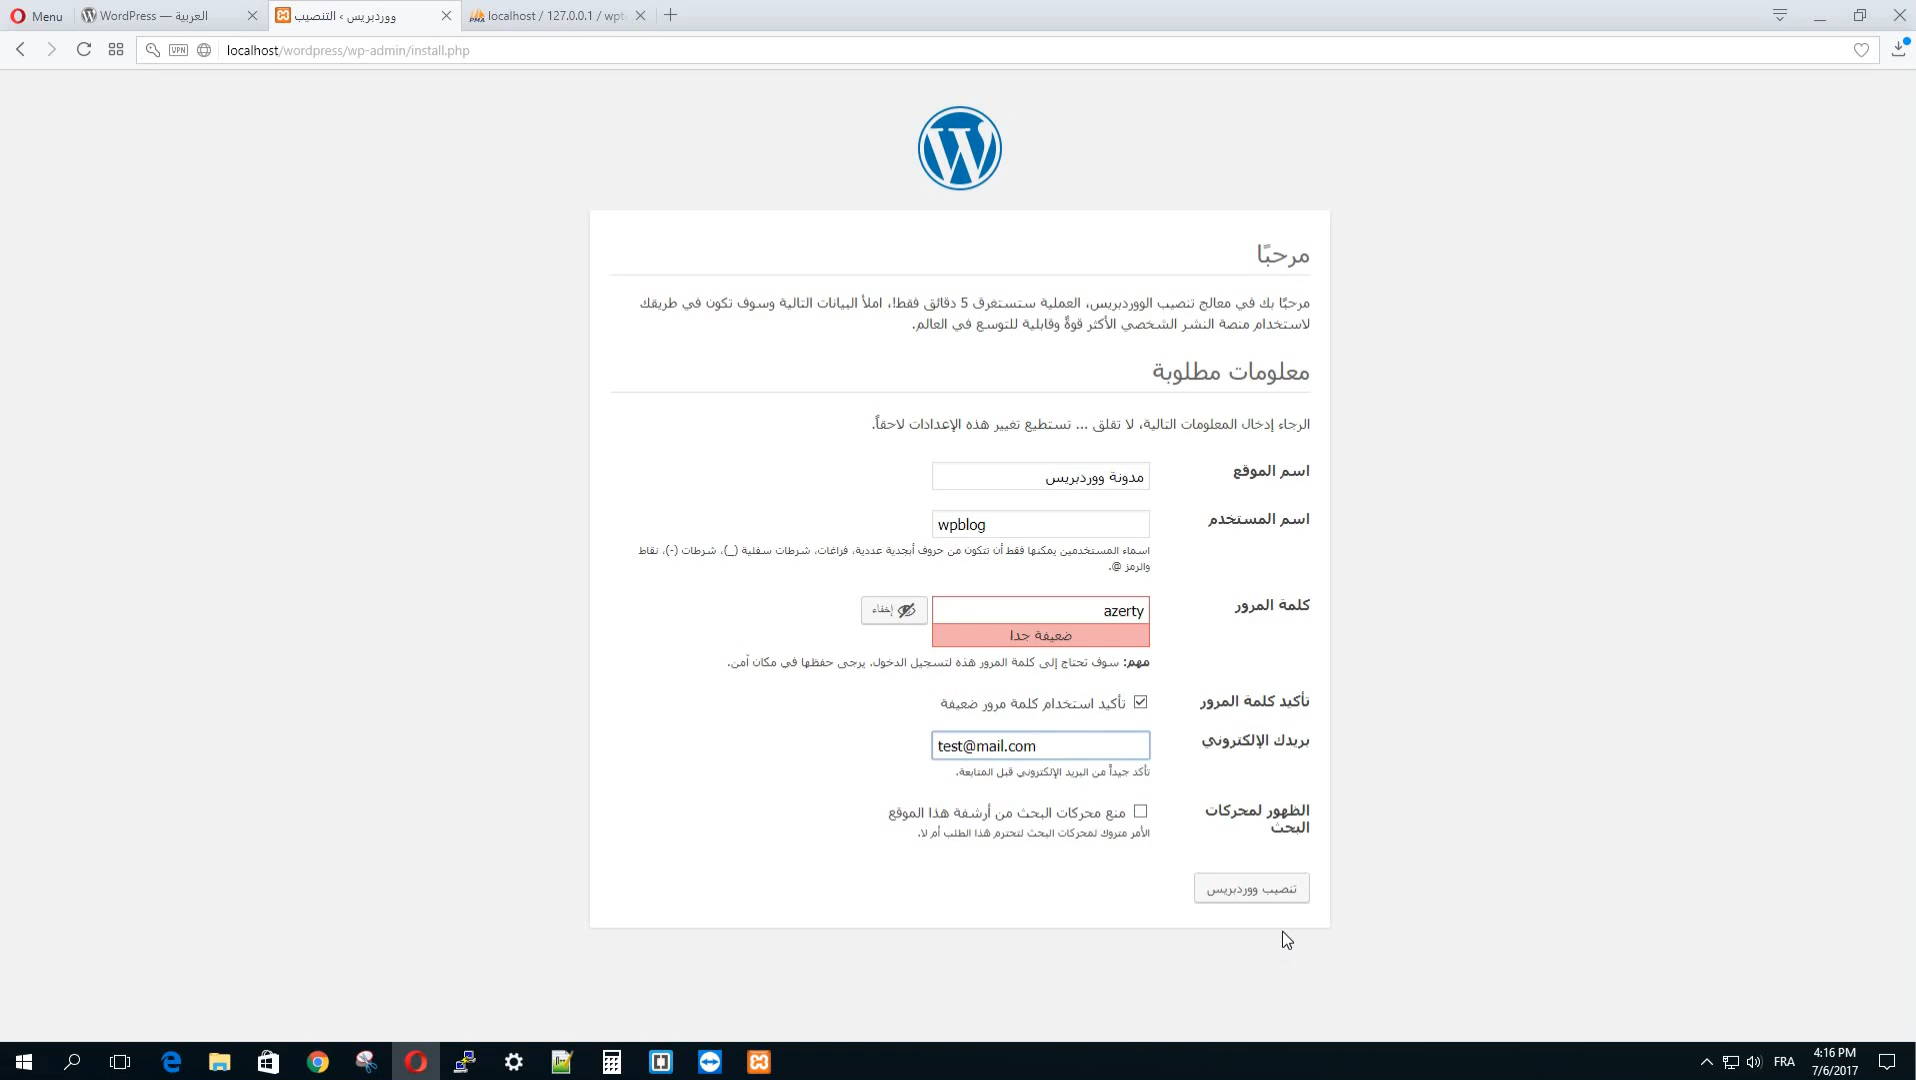 Menu
WordPress — العربية
ووردبريس › التنصيب
localhost / 127.0.0.1 / wpt
VPN
localhost/wordpress/wp-admin/install.php
مرحبًا
مرحبًا بك في معالج تنصيب الووردبريس، العملية ستستغرق 5 دقائق فقط!، املأ البيانات التالية وسوف تكون في طريقك
لاستخدام منصة النشر الشخصي الأكثر قوةً وقابلية للتوسع في العالم.
معلومات مطلوبة
الرجاء إدخال المعلومات التالية، لا تقلق ... تستطيع تغيير هذه الإعدادات لاحقاً.
اسم الموقع
مدونة ووردبريس
اسم المستخدم
wpblog
اسماء المستخدمين يمكنها فقط أن تتكون من حروف أبجدية عددية، فراغات، شرطات سفلية (_)، شرطات (-)، نقاط
والرمز @.
كلمة المرور
azerty
إخفاء
ضعيفة جدا
مهم: سوف تحتاج إلى كلمة المرور هذه لتسجيل الدخول. يرجى حفظها في مكان آمن.
تأكيد كلمة المرور
تأكيد استخدام كلمة مرور ضعيفة
بريدك الإلكتروني
test@mail.com
تأكد جيداً من البريد الإلكتروني قبل المتابعة.
الظهور لمحركات
البحث
منع محركات البحث من أرشفة هذا الموقع
الأمر متروك لمحركات البحث لتحترم هذا الطلب أم لا.
تنصيب ووردبريس
FRA
4:16 PM
7/6/2017